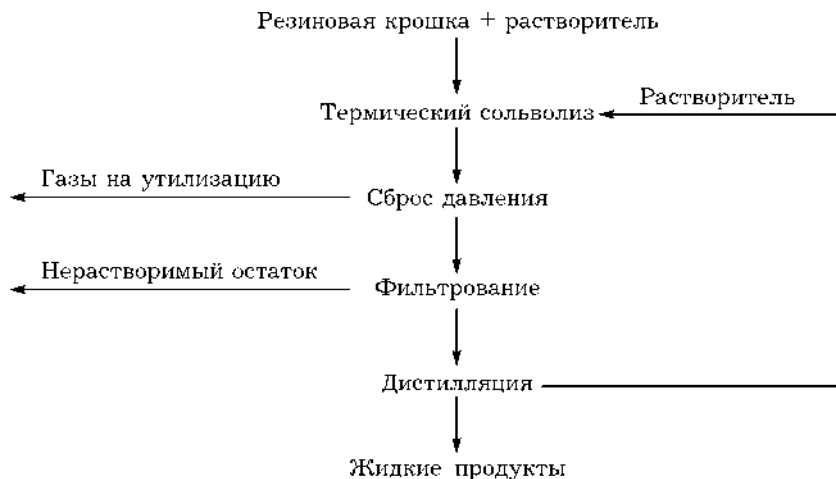 Резиновая крошка + растворитель
Растворитель
Термический сольволиз
Газы на утилизацию
Сброс давления
Нерастворимый остаток
Фильтрование
Дистилляция
Жидкие продукты